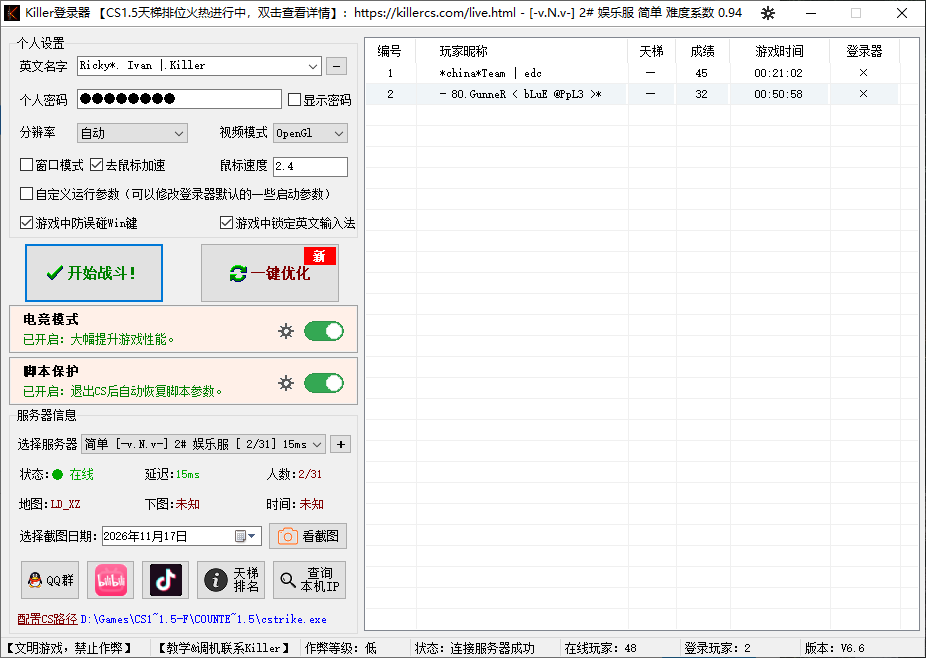 Killer登录器 【CS1.5天梯排位火热进行中，双击查看详情】： https://killercs.com/live.html - [-v.N.v-] 2# 娱乐服 简单 难度系数 0.94
个人设置
英文名字 Ricky*. Ivan |.Killer
个人密码 ●●●●●●●● 显示密码
分辨率 自动 视频模式 OpenGl
窗口模式 去鼠标加速 鼠标速度 2.4
自定义运行参数（可以修改登录器默认的一些启动参数）
游戏中防误碰Win键 游戏中锁定英文输入法
开始战斗！ 一键优化 新
电竞模式
已开启：大幅提升游戏性能。
脚本保护
已开启：退出CS后自动恢复脚本参数。
服务器信息
选择服务器 简单 [-v.N.v-] 2# 娱乐服 [ 2/31] 15ms +
状态: 在线 延迟:15ms 人数:2/31
地图:LD_XZ 下图:未知 时间:未知
选择截图日期: 2026年11月17日 看截图
QQ群 bilibili 天梯排名 查询本机IP
配置CS路径 D:\Games\CS1~1.5-F\COUNTE~1.5\cstrike.exe
编号 玩家昵称 天梯 成绩 游戏时间 登录器
1 *china*Team | edc — 45 00:21:02 ×
2 - 80.GunneR < bLuE @PpL3 >* — 32 00:50:58 ×
【文明游戏，禁止作弊】 【教学&调机联系Killer】 作弊等级: 低 状态: 连接服务器成功 在线玩家: 48 登录玩家: 2 版本: V6.6